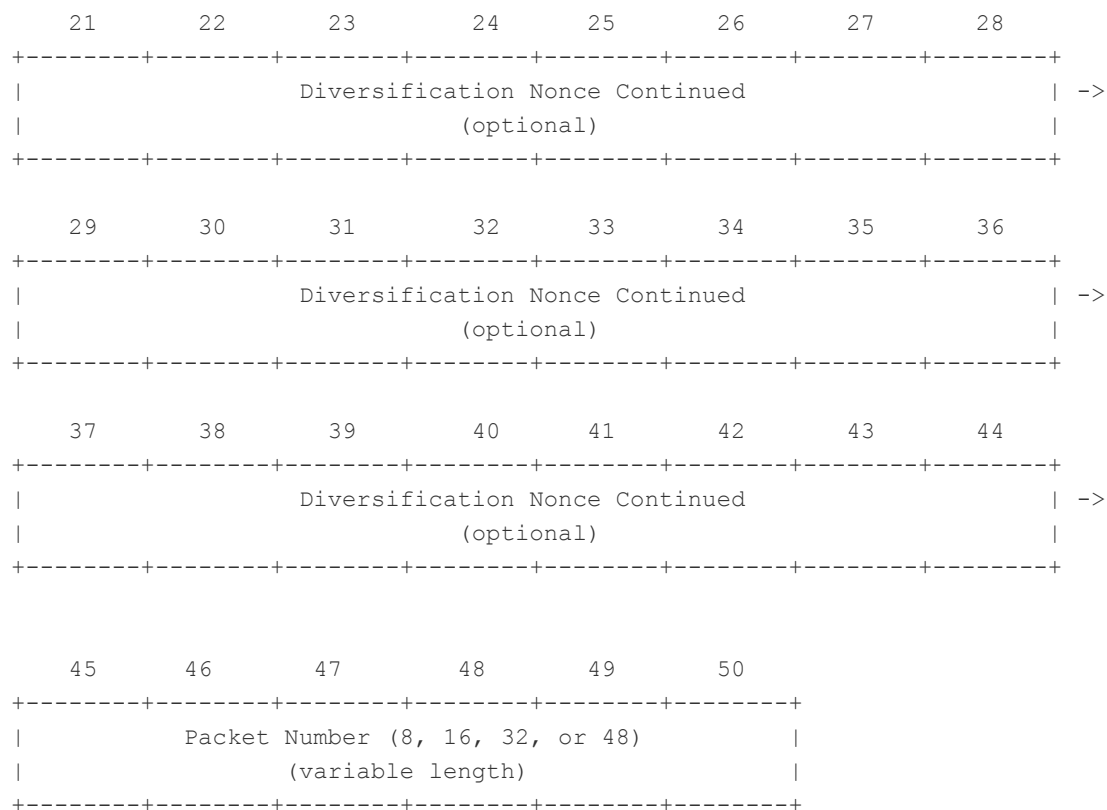 21 22 23 24 25 26 27 28
+--------+--------+--------+--------+--------+--------+--------+--------+
| Diversification Nonce Continued | ->
| (optional) |
+--------+--------+--------+--------+--------+--------+--------+--------+
29 30 31 32 33 34 35 36
+--------+--------+--------+--------+--------+--------+--------+--------+
| Diversification Nonce Continued | ->
| (optional) |
+--------+--------+--------+--------+--------+--------+--------+--------+
37 38 39 40 41 42 43 44
+--------+--------+--------+--------+--------+--------+--------+--------+
| Diversification Nonce Continued | ->
| (optional) |
+--------+--------+--------+--------+--------+--------+--------+--------+
45 46 47 48 49 50
+--------+--------+--------+--------+--------+--------+
| Packet Number (8, 16, 32, or 48) |
| (variable length) |
+--------+--------+--------+--------+--------+--------+